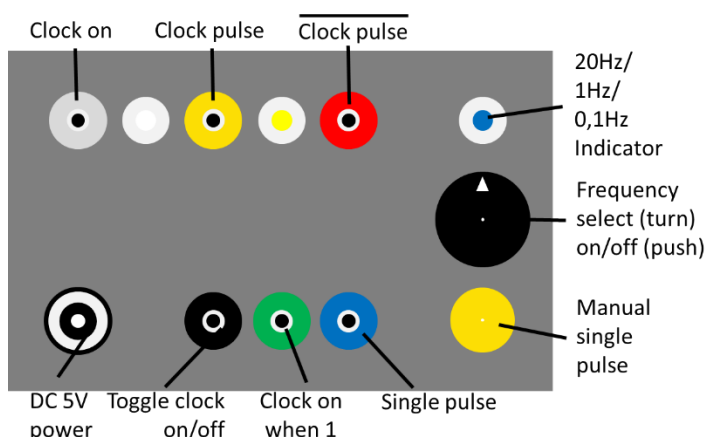 Clock on
Clock pulse
Clock pulse
20Hz/
1Hz/
0,1Hz
Indicator
Frequency
select (turn)
on/off (push)
Manual
single
pulse
DC 5V
power
Toggle clock
on/off
Clock on
when 1
Single pulse